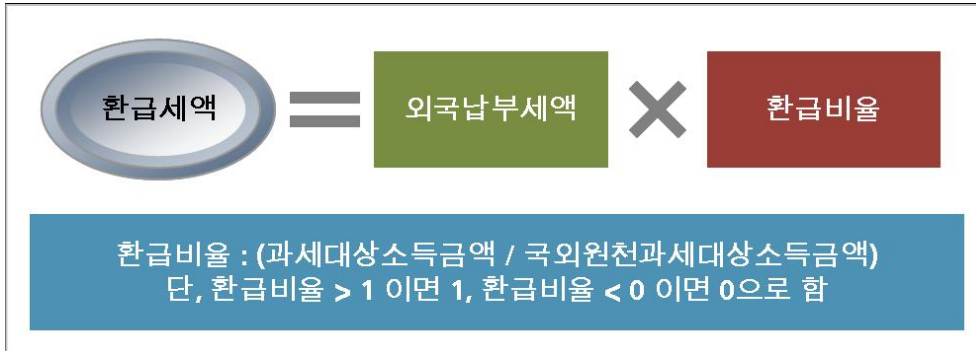 환급세액 = 외국납부세액 × 환급비율
환급비율 : (과세대상소득금액 / 국외원천과세대상소득금액)
단, 환급비율 > 1 이면 1, 환급비율 < 0 이면 0으로 함